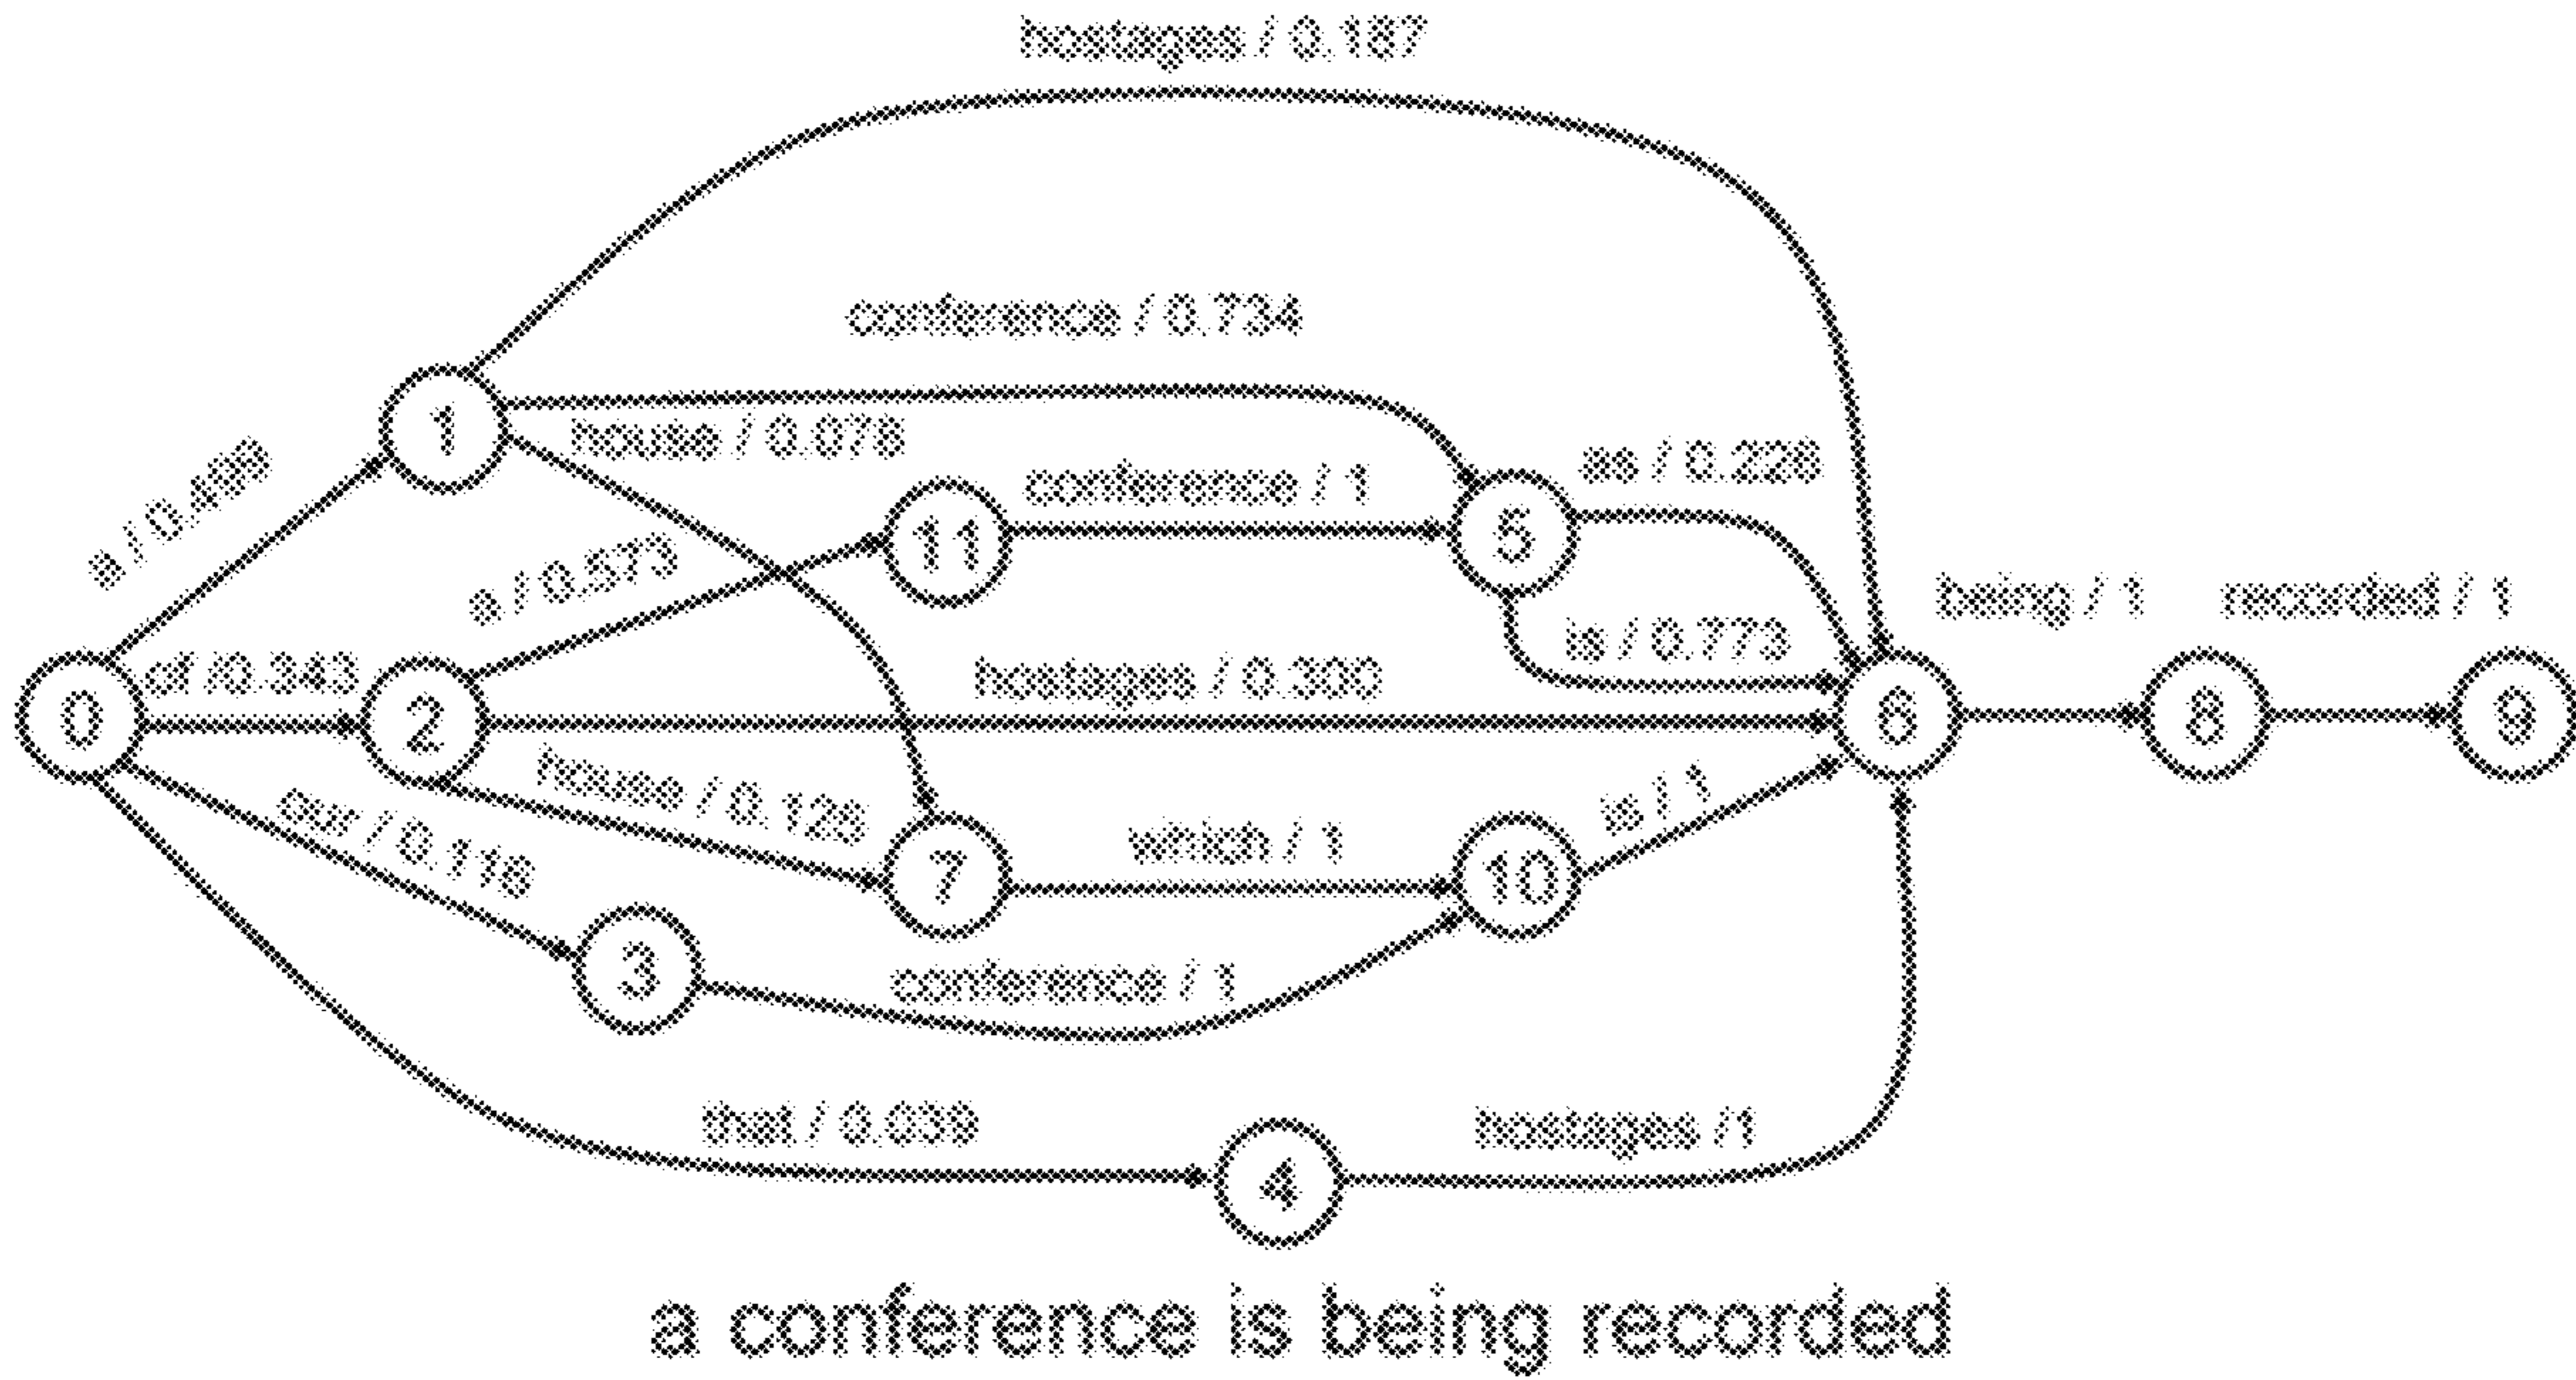 hostages / 0.187
conference / 0.734
1
house / 0.078
as / 0.226
conference / 1
a / 0.499
11
5
a / 0.573
being / 1
recorded / 1
is / 0.773
of /0.343
hostages / 0.300
0
2
6
8
9
house / 0.128
is / 1
our / 0.116
which / 1
7
10
3
conference / 1
that / 0.039
hostages /1
4
a conference is being recorded